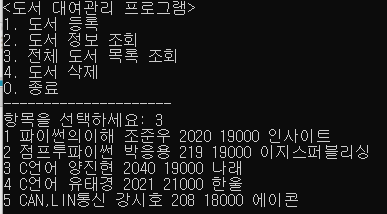 <도서 대여관리 프로그램>
1. 도서 등록
2. 도서 정보 조회
3. 전체 도서 목록 조회
4. 도서 삭제
0. 종료
---------------------
항목을 선택하세요: 3
1 파이썬의이해 조준우 2020 19000 인사이트
2 점프투파이썬 박응용 219 19000 이지스퍼블리싱
3 C언어 양진현 2040 19000 나래
4 C언어 유태경 2021 21000 한울
5 CAN,LIN통신 강시호 208 18000 에이콘